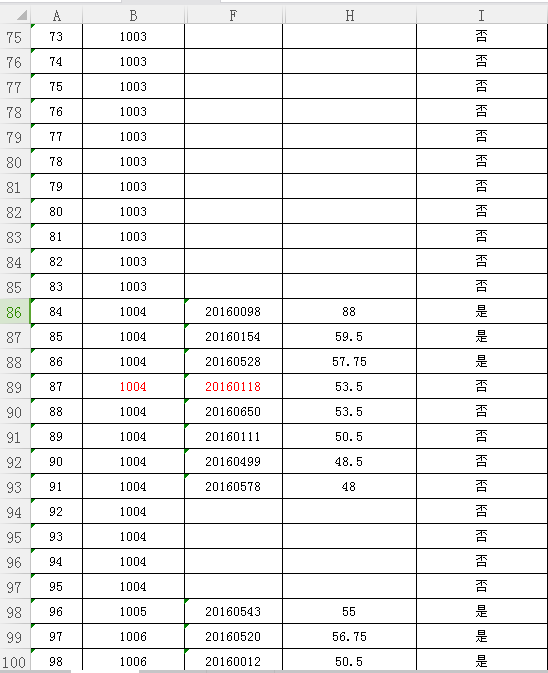 A B F H I
75 73 1003 否
76 74 1003 否
77 75 1003 否
78 76 1003 否
79 77 1003 否
80 78 1003 否
81 79 1003 否
82 80 1003 否
83 81 1003 否
84 82 1003 否
85 83 1003 否
86 84 1004 20160098 88 是
87 85 1004 20160154 59.5 是
88 86 1004 20160528 57.75 是
89 87 1004 20160118 53.5 否
90 88 1004 20160650 53.5 否
91 89 1004 20160111 50.5 否
92 90 1004 20160499 48.5 否
93 91 1004 20160578 48 否
94 92 1004 否
95 93 1004 否
96 94 1004 否
97 95 1004 否
98 96 1005 20160543 55 是
99 97 1006 20160520 56.75 是
100 98 1006 20160012 50.5 是